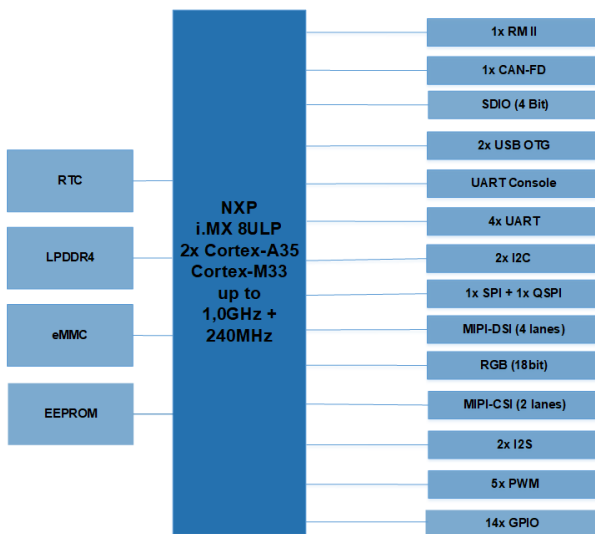 RTC
LPDDR4
eMMC
EEPROM
NXP
i.MX 8ULP
2x Cortex-A35
Cortex-M33
up to
1,0GHz +
240MHz
1x RM II
1x CAN-FD
SDIO (4 Bit)
2x USB OTG
UART Console
4x UART
2x I2C
1x SPI + 1x QSPI
MIPI-DSI (4 lanes)
RGB (18bit)
MIPI-CSI (2 lanes)
2x I2S
5x PWM
14x GPIO